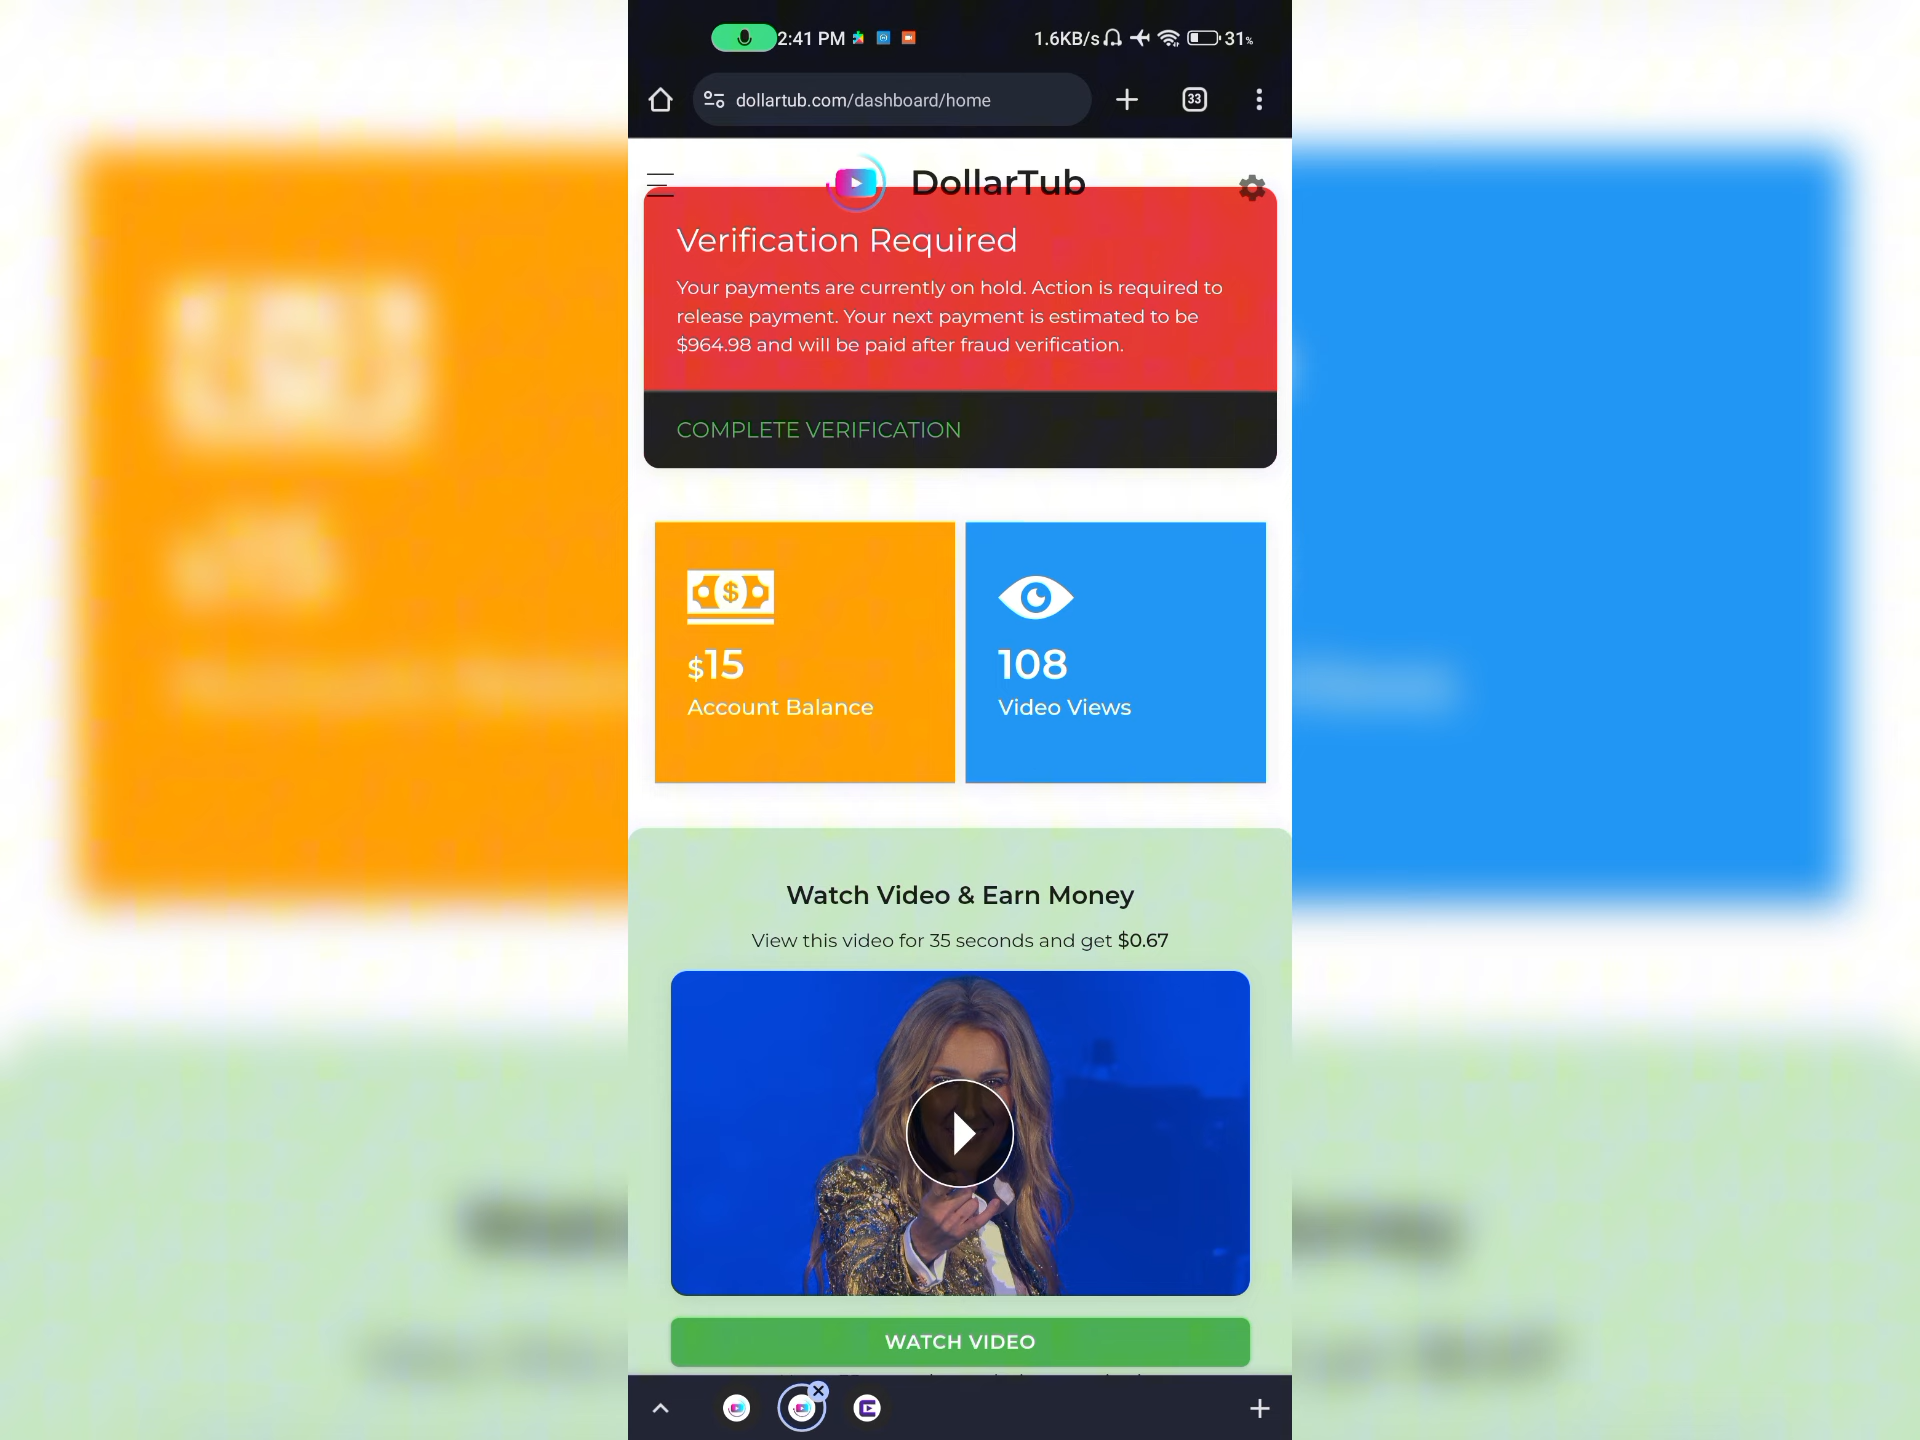 2:41 PM
1.6KB/s
31%
dollartub.com/dashboard/home
33
DollarTub
Verification Required
Your payments are currently on hold. Action is required to
release payment. Your next payment is estimated to be
$964.98 and will be paid after fraud verification.
COMPLETE VERIFICATION
$15
Account Balance
108
Video Views
Watch Video & Earn Money
View this video for 35 seconds and get $0.67
WATCH VIDEO